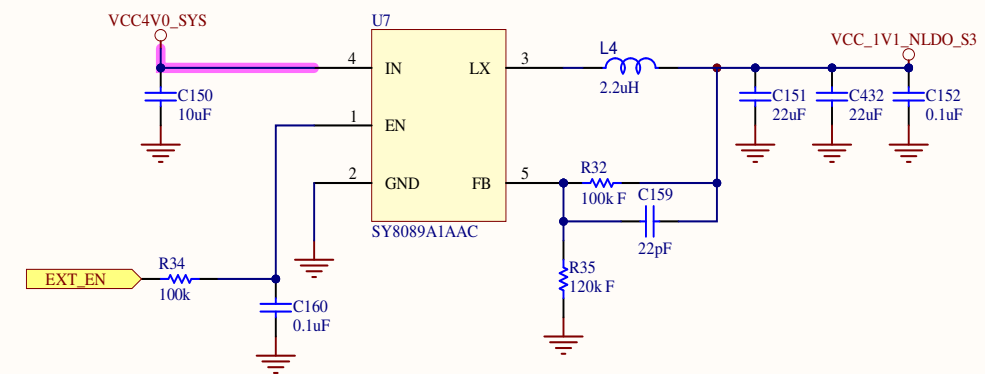 VCC4V0_SYS
U7
VCC_1V1_NLDO_S3
4
IN
LX
3
L4
2.2uH
C150
10uF
C151
22uF
C432
22uF
C152
0.1uF
1
EN
2
GND
FB
5
R32
100k F
C159
22pF
SY8089A1AAC
R34
100k
EXT_EN
R35
120k F
C160
0.1uF